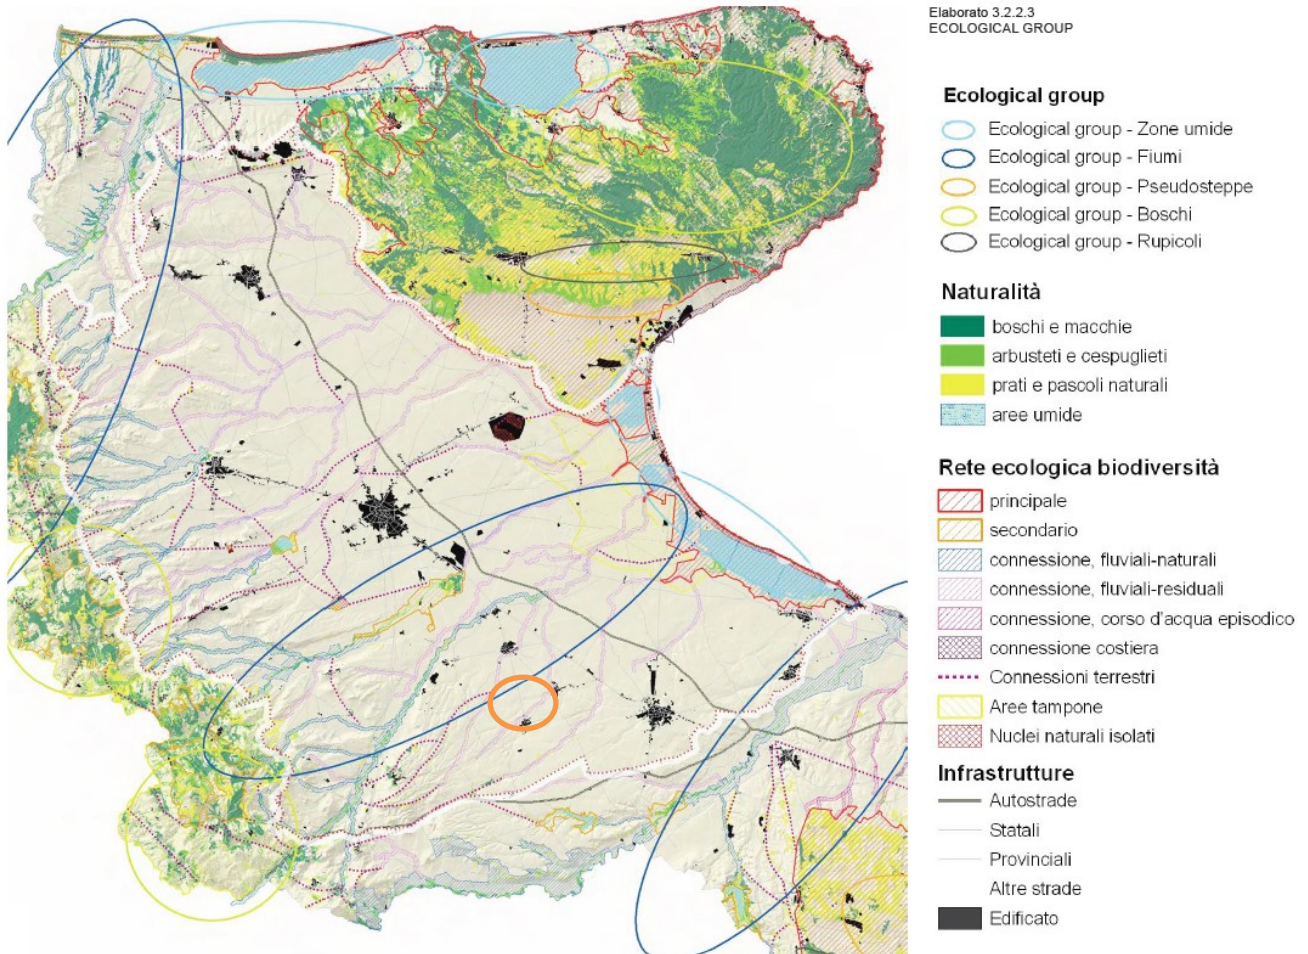 Elaborato 3.2.2.3
ECOLOGICAL GROUP
Ecological group
Ecological group - Zone umide
Ecological group - Fiumi
Ecological group - Pseudosteppe
Ecological group - Boschi
Ecological group - Rupicoli
Naturalità
boschi e macchie
arbusteti e cespuglieti
prati e pascoli naturali
aree umide
Rete ecologica biodiversità
principale
secondario
connessione, fluviali-naturali
connessione, fluviali-residuali
connessione, corso d'acqua episodico
connessione costiera
Connessioni terrestri
Aree tampone
Nuclei naturali isolati
Infrastrutture
Autostrade
Statali
Provinciali
Altre strade
Edificato